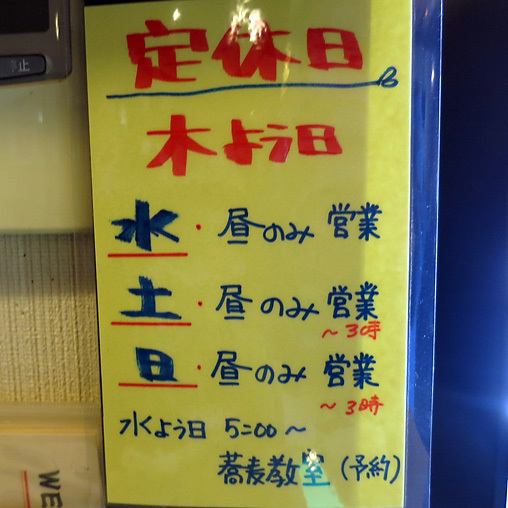 定休日
木よう日
水・昼のみ営業
土・昼のみ営業
～3時
日・昼のみ営業
～3時
水よう日 5:00～
蕎麦教室(予約)
止
WE